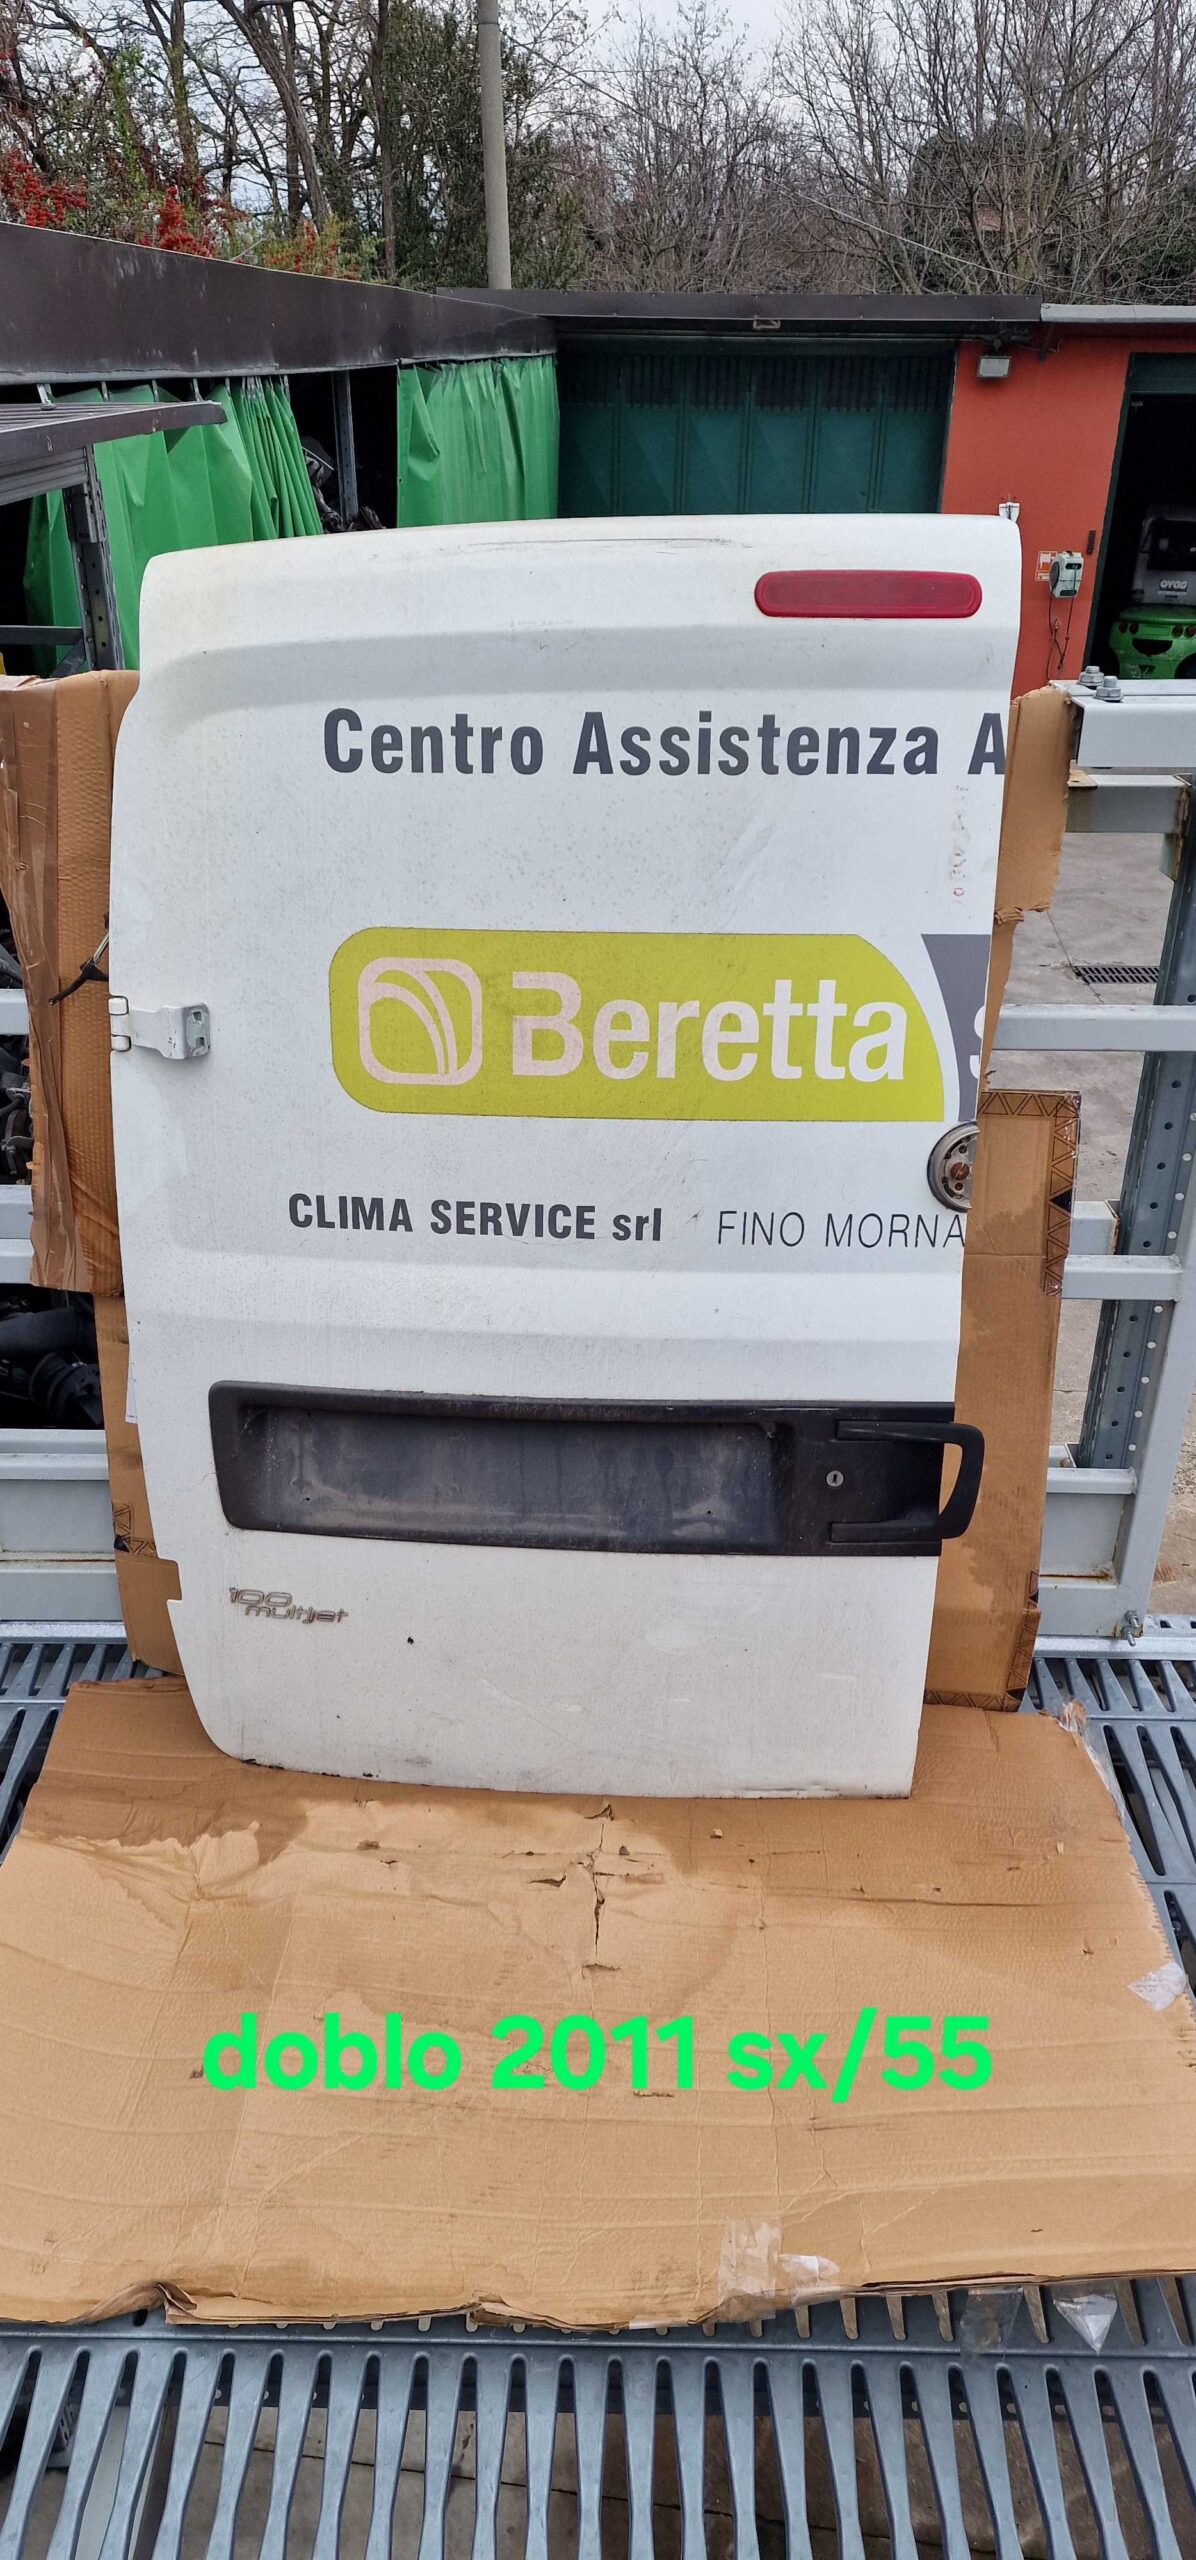 Centro Assistenza A
Beretta
CLIMA SERVICE srl FINO MORNA
100
multijet
doblo 2011 sx/55